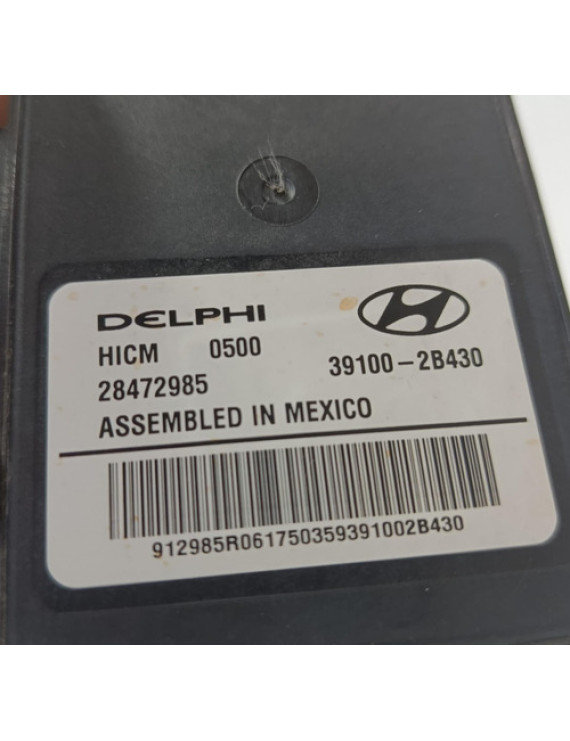 DELPHI
HICM 0500
28472985 39100-2B430
ASSEMBLED IN MEXICO
912985R061750359391002B430